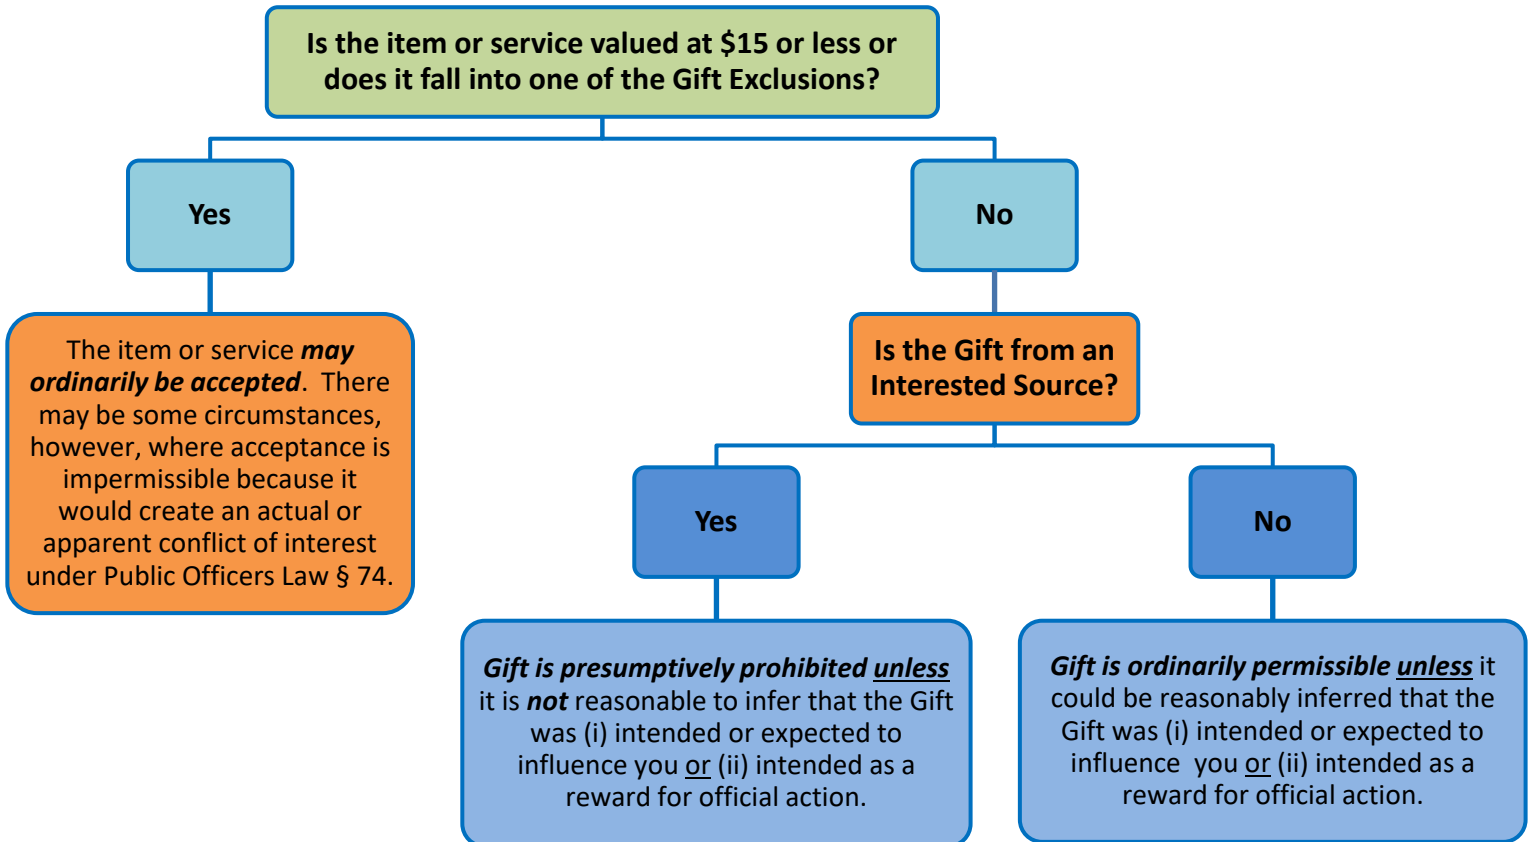 Is the item or service valued at $15 or less or
does it fall into one of the Gift Exclusions?
Yes
No
The item or service may
ordinarily be accepted. There
may be some circumstances,
however, where acceptance is
impermissible because it
would create an actual or
apparent conflict of interest
under Public Officers Law § 74.
Is the Gift from an
Interested Source?
Yes
No
Gift is presumptively prohibited unless
it is not reasonable to infer that the Gift
was (i) intended or expected to
influence you or (ii) intended as a
reward for official action.
Gift is ordinarily permissible unless it
could be reasonably inferred that the
Gift was (i) intended or expected to
influence you or (ii) intended as a
reward for official action.